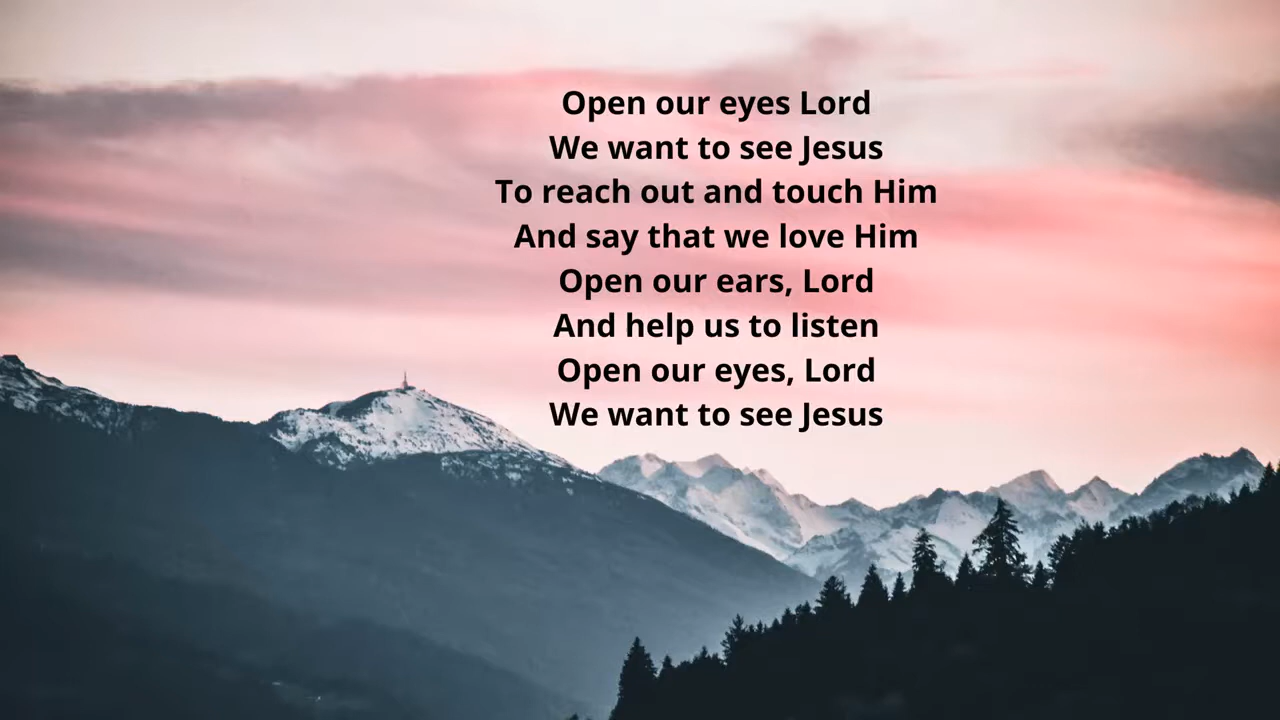 Open our eyes Lord
We want to see Jesus
To reach out and touch Him
And say that we love Him
Open our ears, Lord
And help us to listen
Open our eyes, Lord
We want to see Jesus